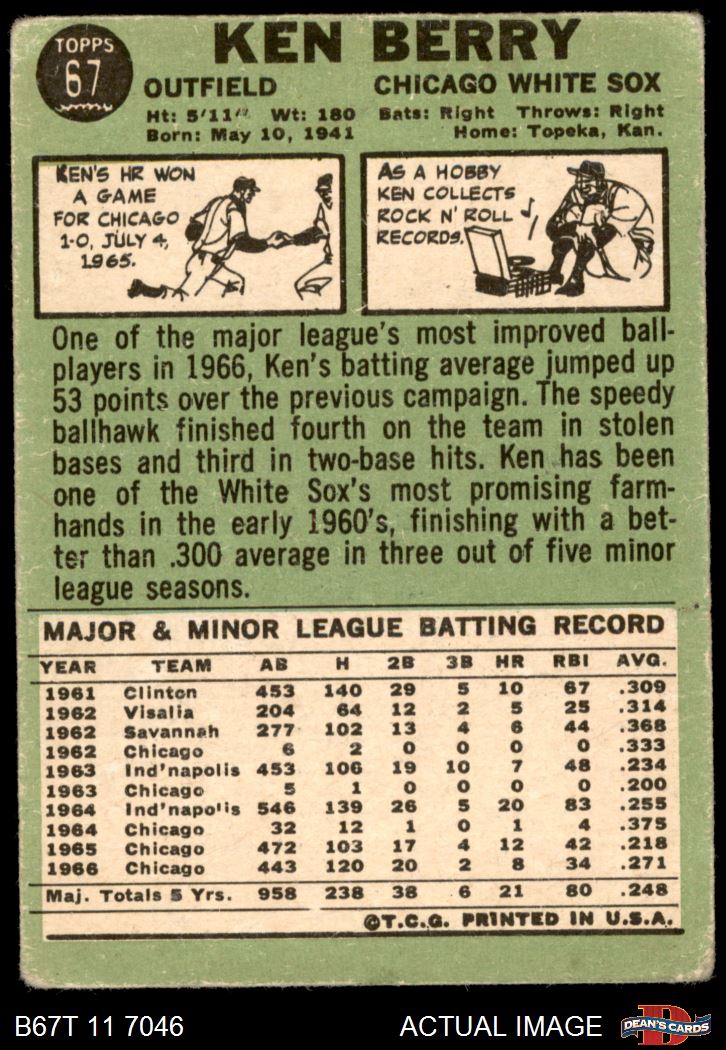 TOPPS
67
KEN BERRY
OUTFIELD CHICAGO WHITE SOX
Ht: 5'11" Wt: 180 Bats: Right Throws: Right
Born: May 10, 1941 Home: Topeka, Kan.
KEN'S HR WON
A GAME
FOR CHICAGO
1-0, JULY 4,
1965.
AS A HOBBY
KEN COLLECTS
ROCK N' ROLL
RECORDS.
One of the major league's most improved ball-
players in 1966, Ken's batting average jumped up
53 points over the previous campaign. The speedy
ballhawk finished fourth on the team in stolen
bases and third in two-base hits. Ken has been
one of the White Sox's most promising farm-
hands in the early 1960's, finishing with a bet-
ter than .300 average in three out of five minor
league seasons.
MAJOR & MINOR LEAGUE BATTING RECORD
YEAR TEAM AB H 2B 3B HR RBI AVG.
1961 Clinton 453 140 29 5 10 67 .309
1962 Visalia 204 64 12 2 5 25 .314
1962 Savannah 277 102 13 4 6 44 .368
1962 Chicago 6 2 0 0 0 0 .333
1963 Ind'napolis 453 106 19 10 7 48 .234
1963 Chicago 5 1 0 0 0 0 .200
1964 Ind'napolis 546 139 26 5 20 83 .255
1964 Chicago 32 12 1 0 1 4 .375
1965 Chicago 472 103 17 4 12 42 .218
1966 Chicago 443 120 20 2 8 34 .271
Maj. Totals 5 Yrs. 958 238 38 6 21 80 .248
©T.C.G. PRINTED IN U.S.A.
B67T 11 7046 ACTUAL IMAGE
D
DEAN'S CARDS